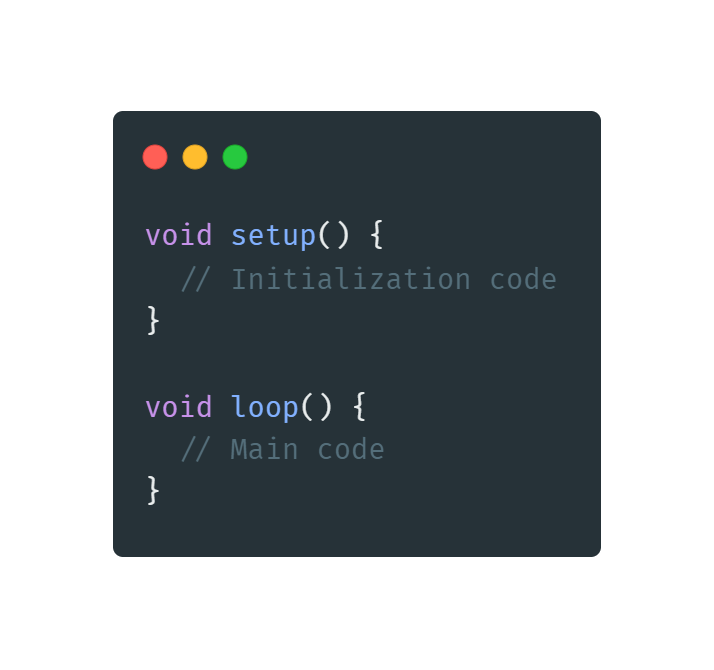 void setup() {
  // Initialization code
}

void loop() {
  // Main code
}